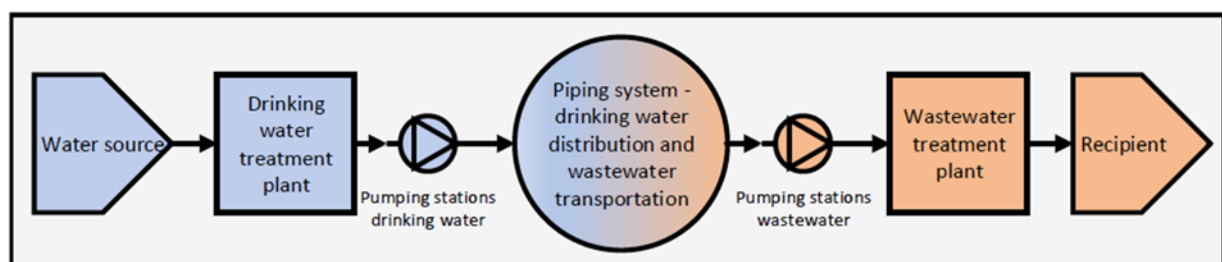 Water source
Drinking
water
treatment
plant
Pumping stations
drinking water
Piping system -
drinking water
distribution and
wastewater
transportation
Pumping stations
wastewater
Wastewater
treatment
plant
Recipient